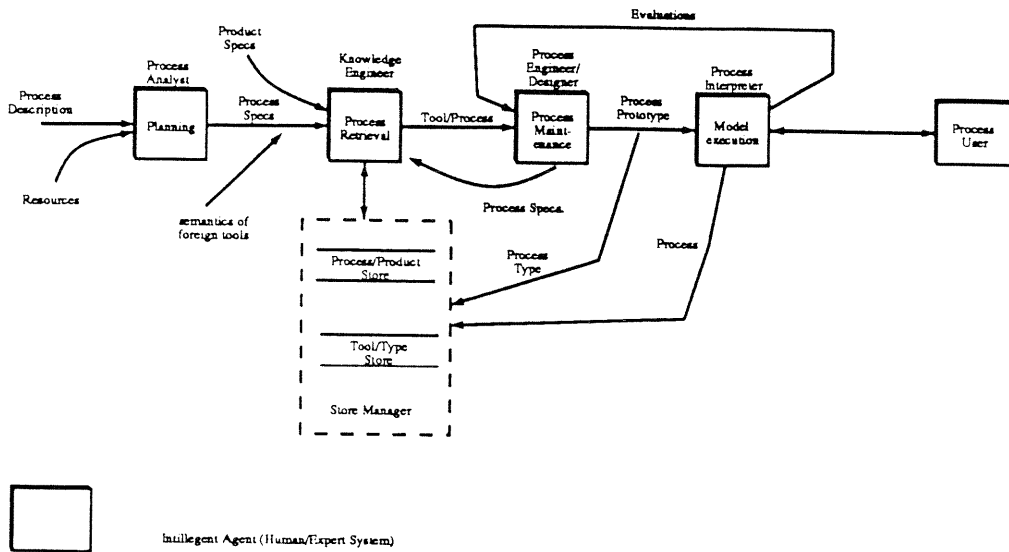 Evaluations
Product
Specs
Process
Analyst
Knowledge
Engineer
Process
Engineer/
Designer
Process
Interpreter
Process
Description
Planning
Process
Specs
Process
Retrieval
Tool/Process
Process
Maint-
enance
Process
Prototype
Model
execution
Process
User
Resources
semantics of
foreign tools
Process Specs.
Process
Type
Process
Process/Product
Store
Tool/Type
Store
Store Manager
Intillegent Agent (Human/Expert System)